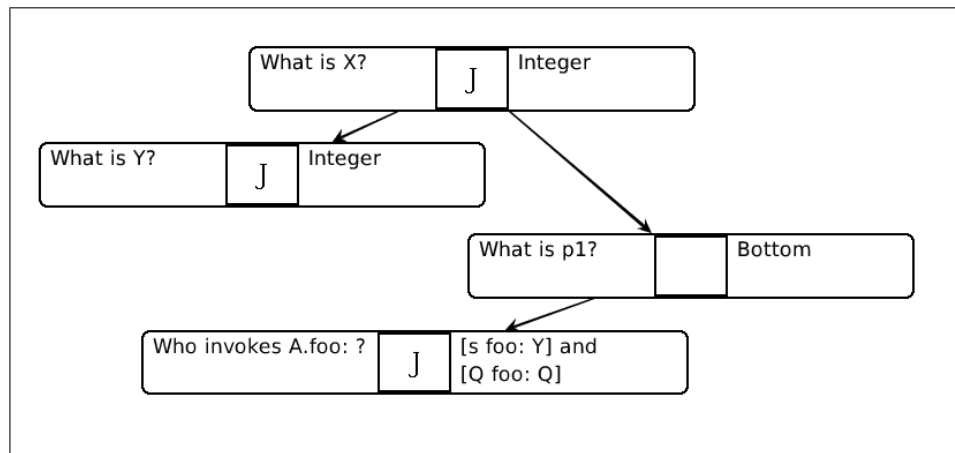 What is X? J Integer
What is Y? J Integer
What is p1? Bottom
Who invokes A.foo: ? J [s foo: Y] and
[Q foo: Q]